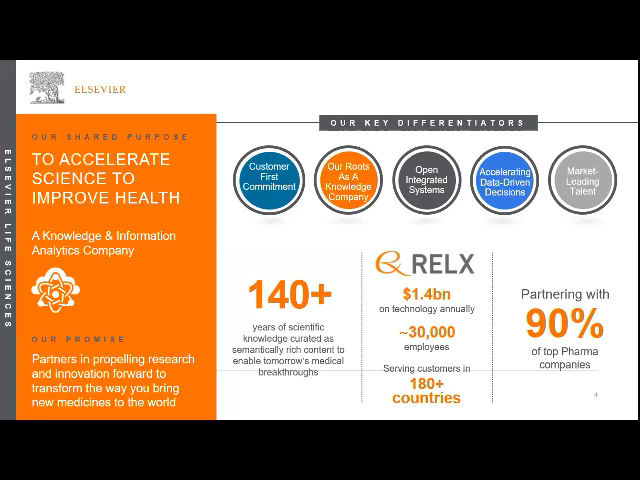 ELSEVIER
ELSEVIER LIFE SCIENCES
OUR SHARED PURPOSE
TO ACCELERATE
SCIENCE TO
IMPROVE HEALTH
A Knowledge & Information
Analytics Company
OUR PROMISE
Partners in propelling research
and innovation forward to
transform the way you bring
new medicines to the world
OUR KEY DIFFERENTIATORS
Customer
First
Commitment
Our Roots
As A
Knowledge
Company
Open
Integrated
Systems
Accelerating
Data-Driven
Decisions
Market-
Leading
Talent
140+
years of scientific
knowledge curated as
semantically rich content to
enable tomorrow's medical
breakthroughs
RELX
$1.4bn
on technology annually
~30,000
employees
Serving customers in
180+
countries
Partnering with
90%
of top Pharma
companies
4